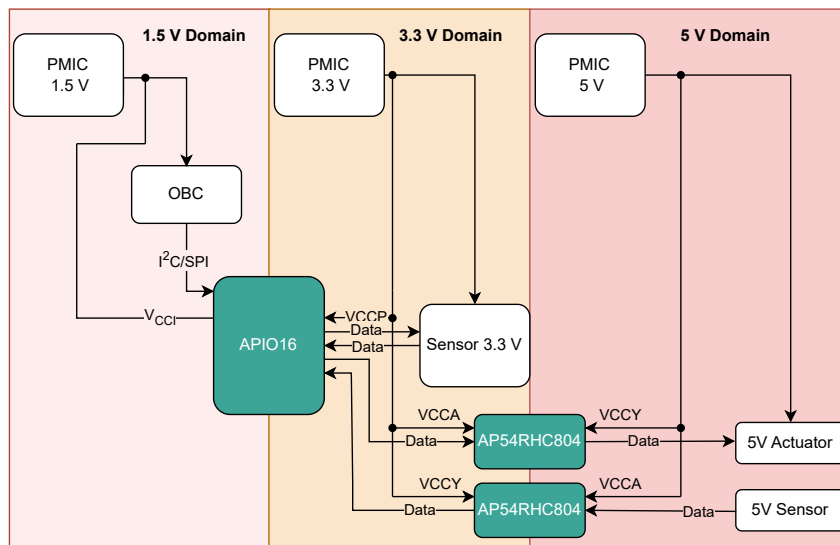 1.5 V Domain
3.3 V Domain
5 V Domain
PMIC
1.5 V
PMIC
3.3 V
PMIC
5 V
OBC
I²C/SPI
V_CCI
APIO16
VCCP
Data
Data
Sensor 3.3 V
VCCA
Data
AP54RHC804
VCCY
Data
5V Actuator
VCCY
Data
AP54RHC804
VCCA
Data
5V Sensor